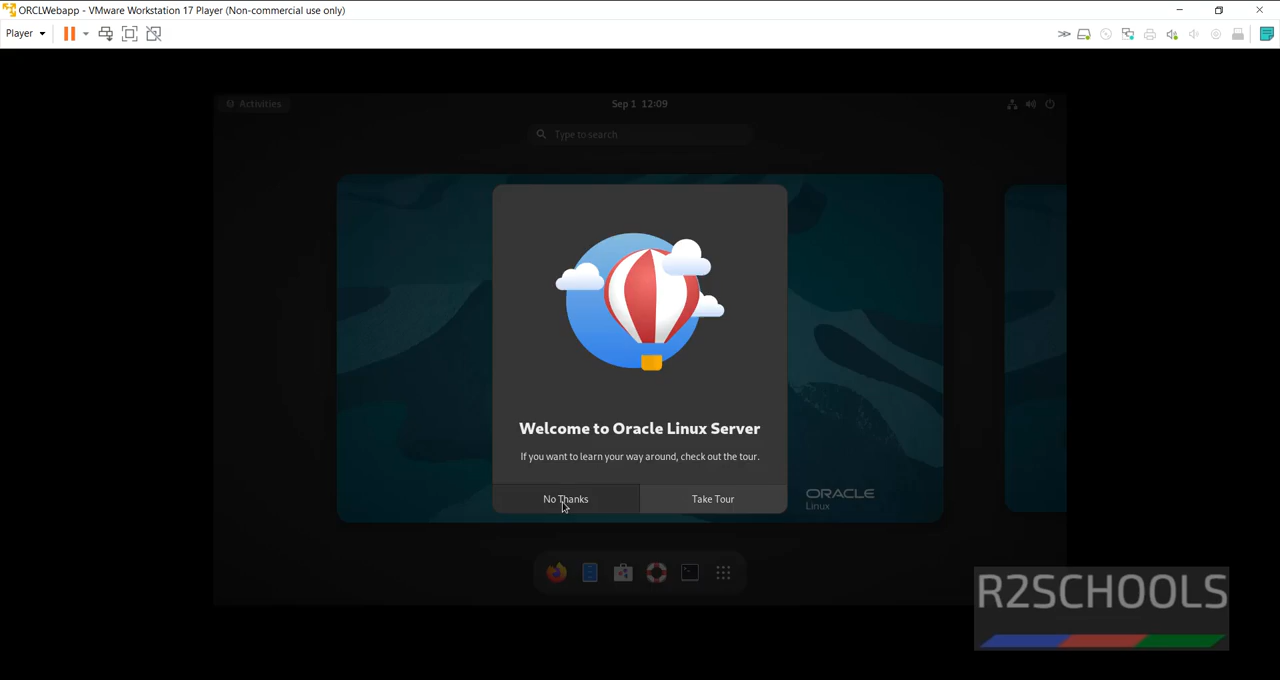 ORCLWebapp - VMware Workstation 17 Player (Non-commercial use only)
Player
Activities
Sep 1 12:09
Type to search
Welcome to Oracle Linux Server
If you want to learn your way around, check out the tour.
No Thanks
Take Tour
ORACLE
Linux
R2SCHOOLS